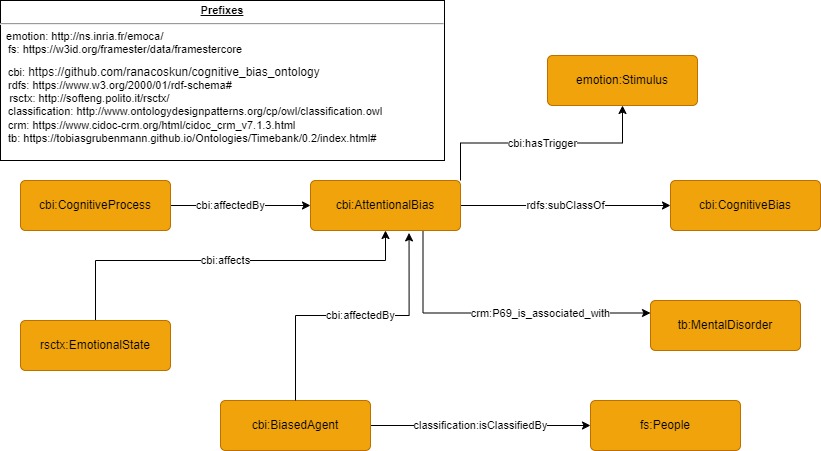 Prefixes
emotion: http://ns.inria.fr/emoca/
fs: https://w3id.org/framester/data/framestercore
cbi: https://github.com/ranacoskun/cognitive_bias_ontology
rdfs: https://www.w3.org/2000/01/rdf-schema#
rsctx: http://softeng.polito.it/rsctx/
classification: http://www.ontologydesignpatterns.org/cp/owl/classification.owl
crm: https://www.cidoc-crm.org/html/cidoc_crm_v7.1.3.html
tb: https://tobiasgrubenmann.github.io/Ontologies/Timebank/0.2/index.html#
emotion:Stimulus
cbi:hasTrigger
cbi:CognitiveProcess
cbi:affectedBy
cbi:AttentionalBias
rdfs:subClassOf
cbi:CognitiveBias
cbi:affects
cbi:affectedBy
crm:P69_is_associated_with
tb:MentalDisorder
rsctx:EmotionalState
cbi:BiasedAgent
classification:isClassifiedBy
fs:People